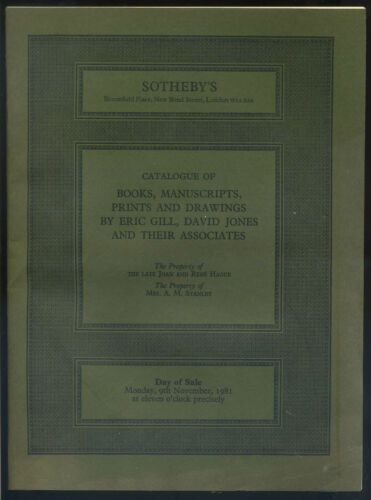 SOTHEBY'S
Bloomfield Place, New Bond Street, London W1A 2AA
CATALOGUE OF
BOOKS, MANUSCRIPTS,
PRINTS AND DRAWINGS
BY ERIC GILL, DAVID JONES
AND THEIR ASSOCIATES
The Property of
THE LATE JOAN AND RENÉ HAGUE
The Property of
MRS. A. M. STANLEY
Day of Sale
Monday, 9th November, 1981
at eleven o'clock precisely